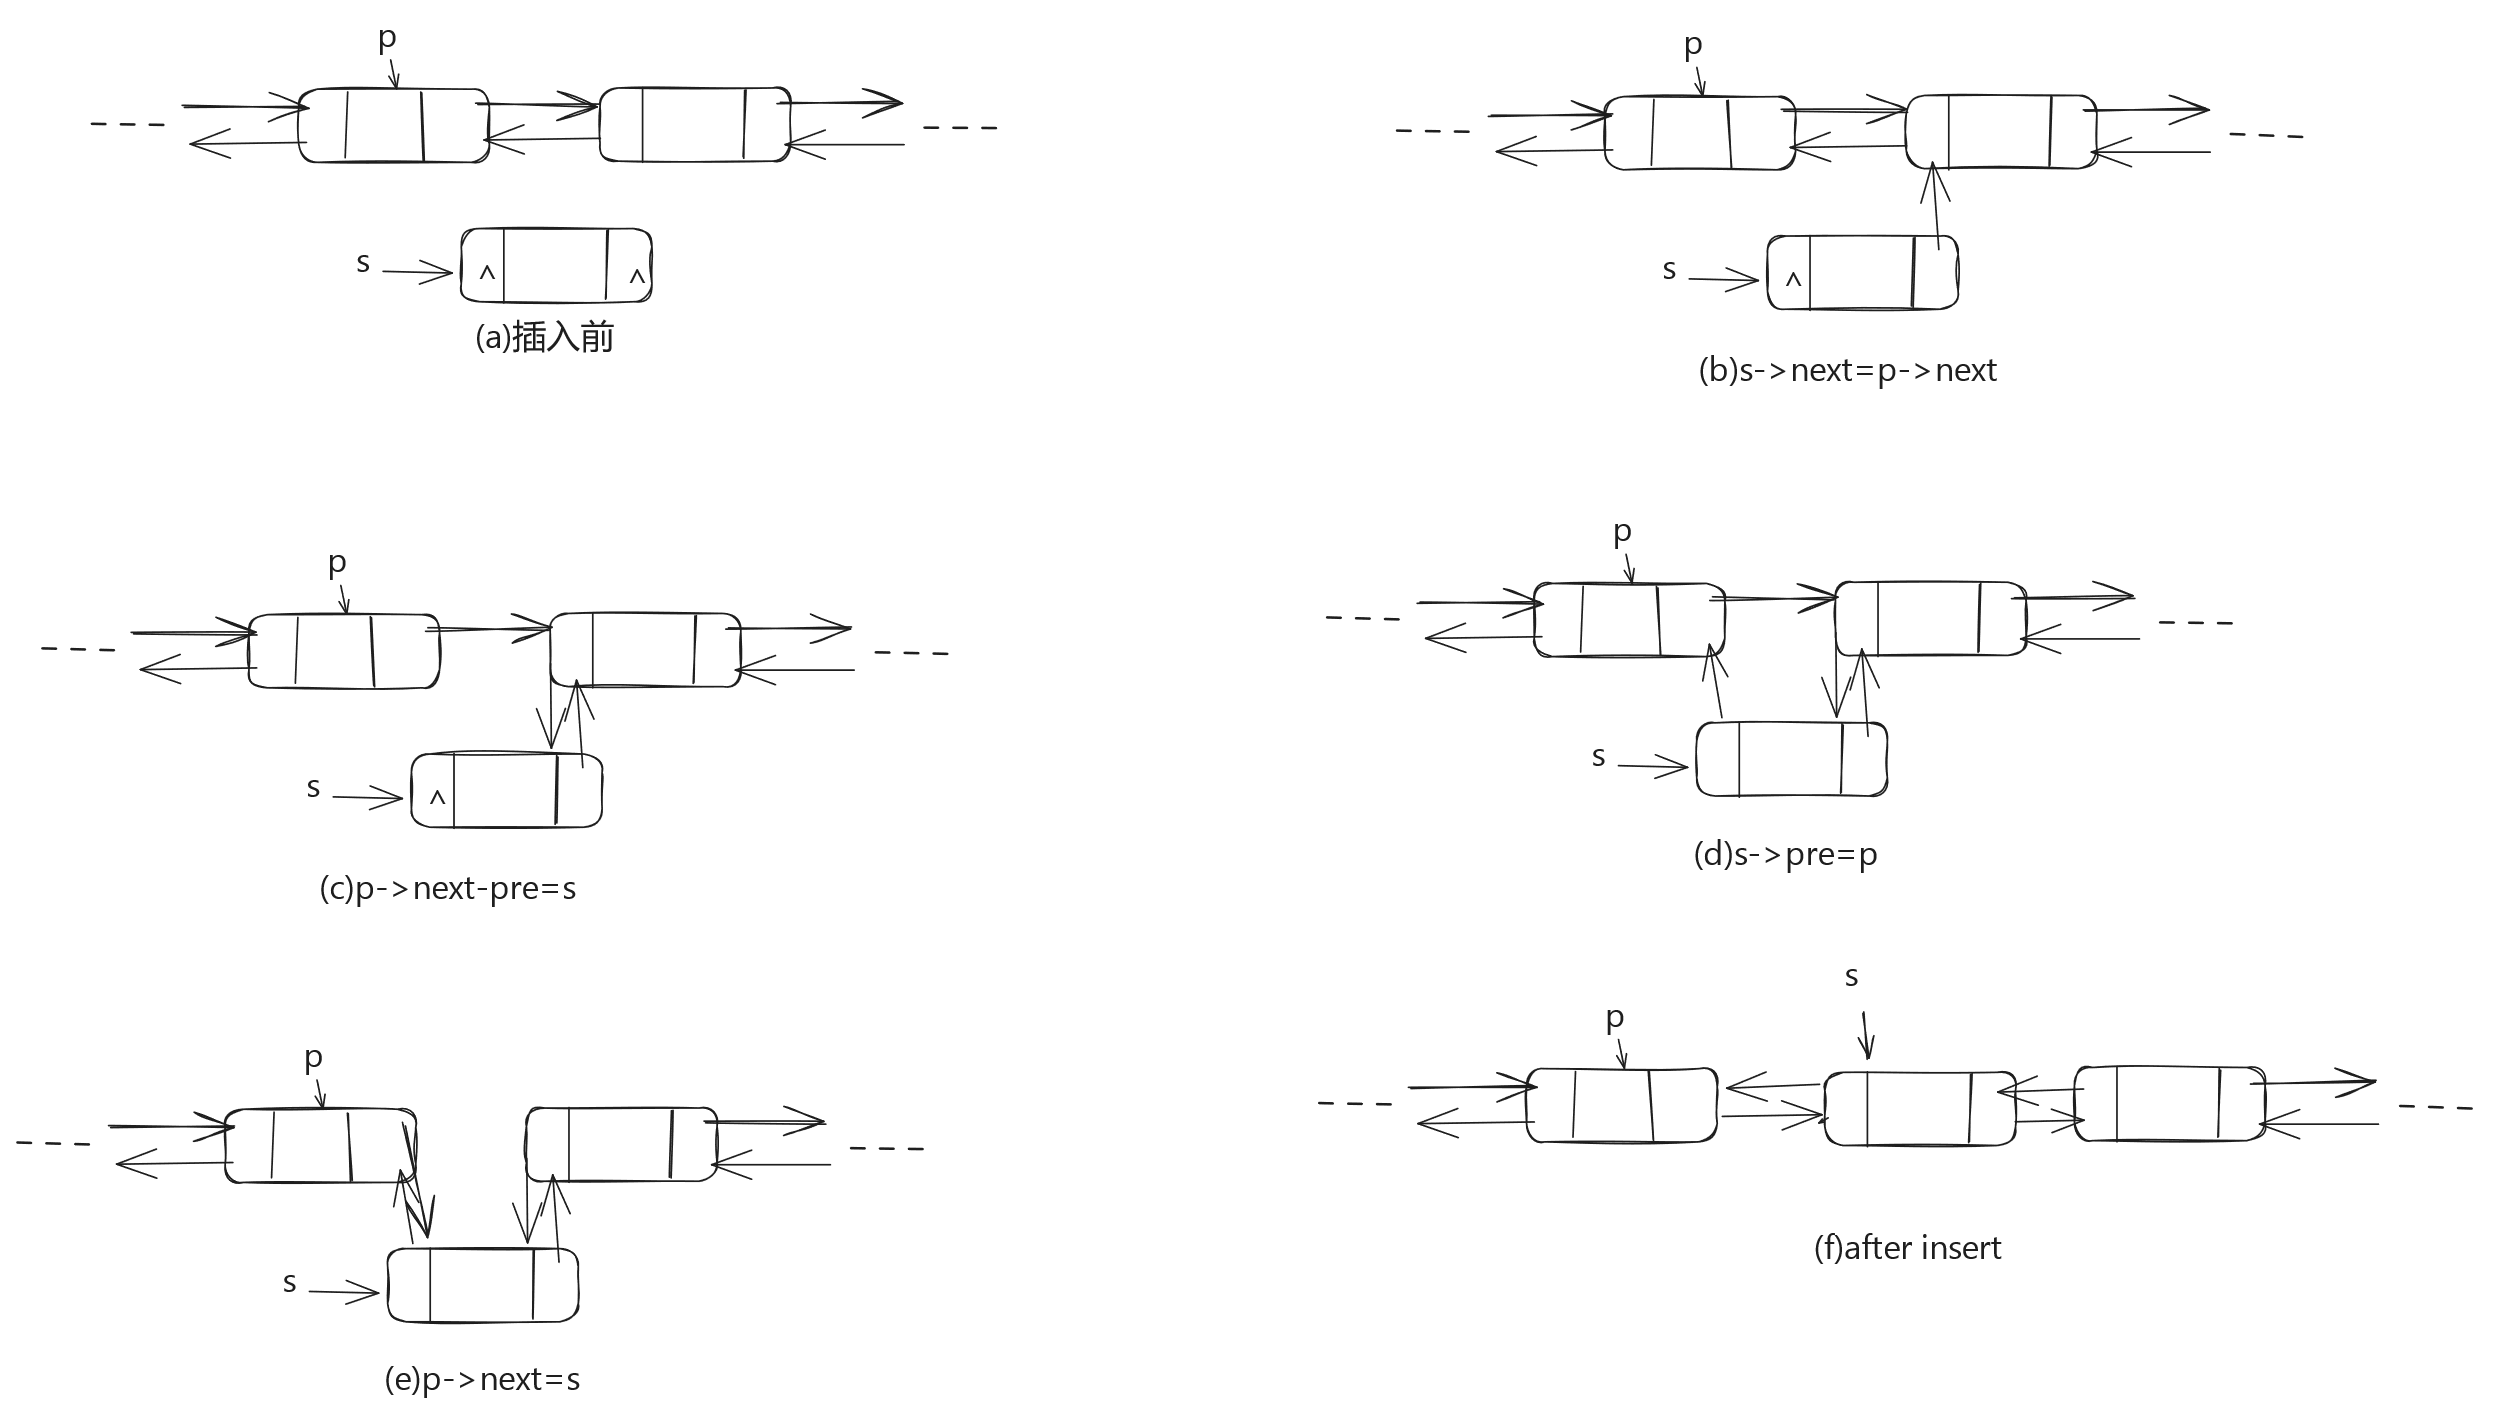 p
s
^
^
(a)插入前
p
s
^
(b)s->next=p->next
p
s
^
(c)p->next-pre=s
p
s
(d)s->pre=p
p
s
(e)p->next=s
s
p
(f)after insert